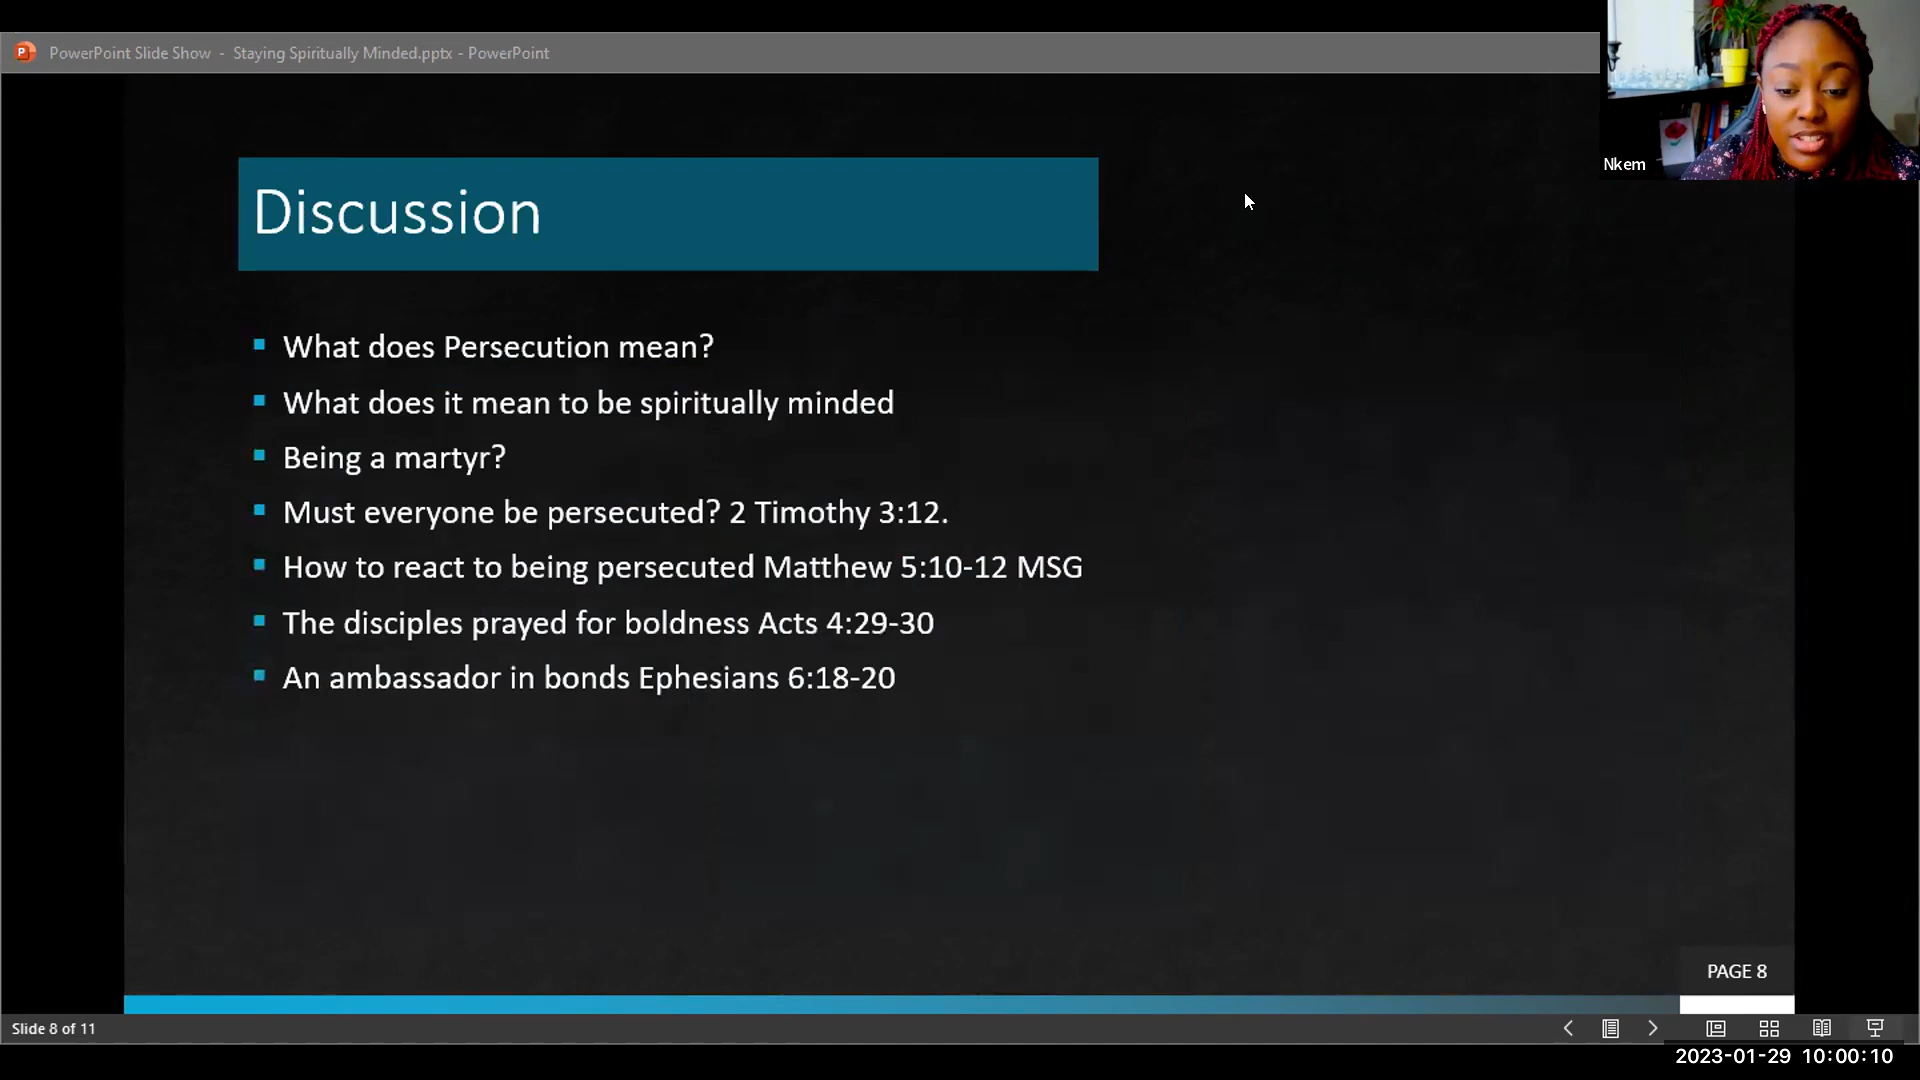 PowerPoint Slide Show - Staying Spiritually Minded.pptx - PowerPoint
Nkem
Discussion
What does Persecution mean?
What does it mean to be spiritually minded
Being a martyr?
Must everyone be persecuted? 2 Timothy 3:12.
How to react to being persecuted Matthew 5:10-12 MSG
The disciples prayed for boldness Acts 4:29-30
An ambassador in bonds Ephesians 6:18-20
PAGE 8
Slide 8 of 11
2023-01-29 10:00:10